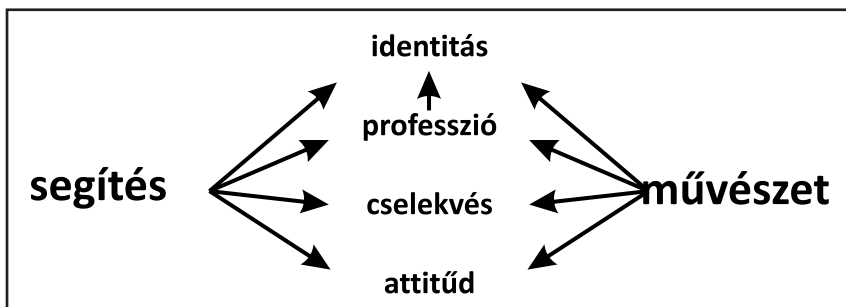 identitás
professzió
segítés
művészet
cselekvés
attitűd